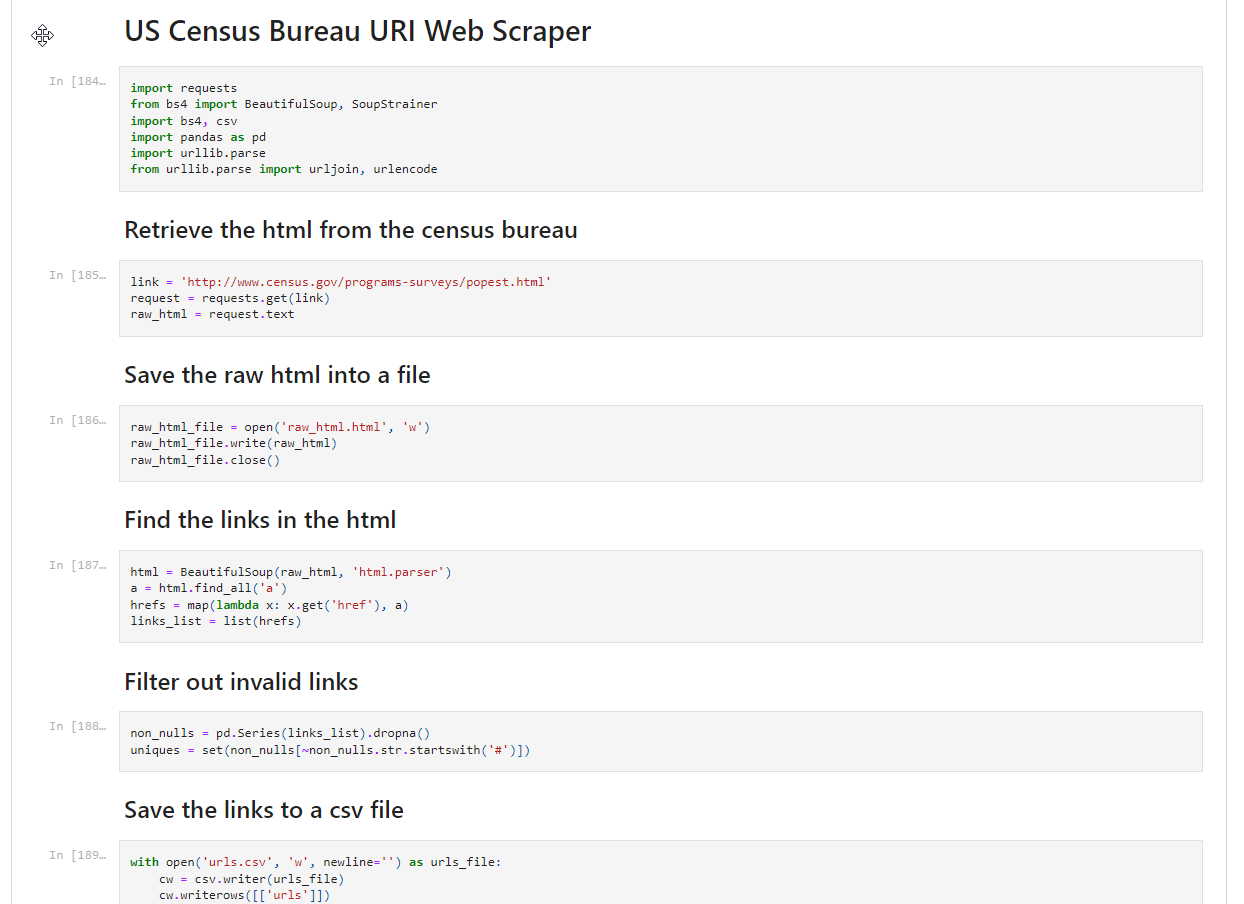 US Census Bureau URI Web Scraper
In [184…
import requests
from bs4 import BeautifulSoup, SoupStrainer
import bs4, csv
import pandas as pd
import urllib.parse
from urllib.parse import urljoin, urlencode
Retrieve the html from the census bureau
In [185…
link = 'http://www.census.gov/programs-surveys/popest.html'
request = requests.get(link)
raw_html = request.text
Save the raw html into a file
In [186…
raw_html_file = open('raw_html.html', 'w')
raw_html_file.write(raw_html)
raw_html_file.close()
Find the links in the html
In [187…
html = BeautifulSoup(raw_html, 'html.parser')
a = html.find_all('a')
hrefs = map(lambda x: x.get('href'), a)
links_list = list(hrefs)
Filter out invalid links
In [188…
non_nulls = pd.Series(links_list).dropna()
uniques = set(non_nulls[~non_nulls.str.startswith('#')])
Save the links to a csv file
In [189…
with open('urls.csv', 'w', newline='') as urls_file:
    cw = csv.writer(urls_file)
    cw.writerows([['urls']])